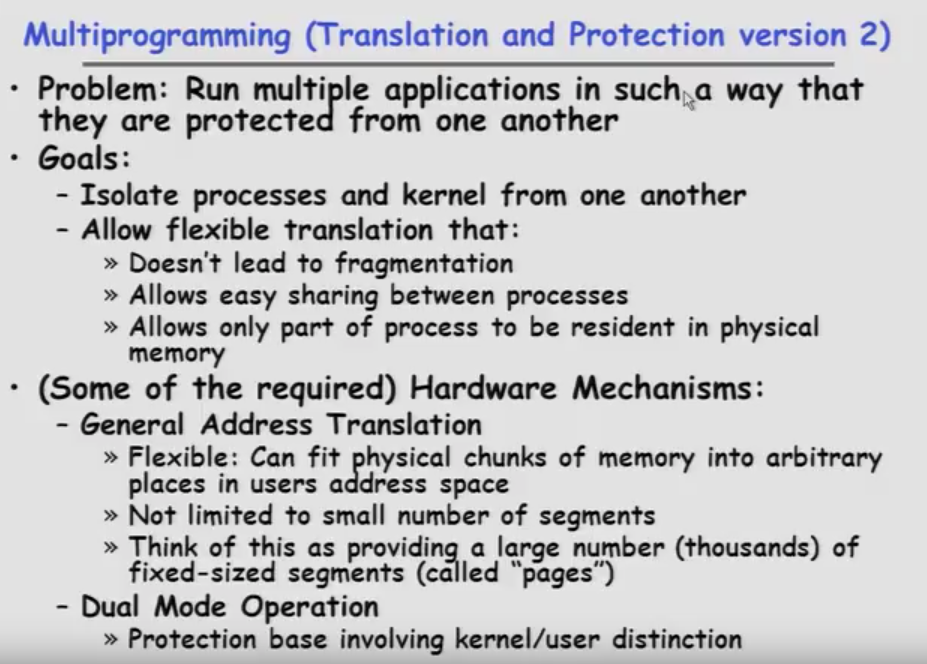 Multiprogramming (Translation and Protection version 2)
• Problem: Run multiple applications in such a way that
they are protected from one another
• Goals:
– Isolate processes and kernel from one another
– Allow flexible translation that:
» Doesn't lead to fragmentation
» Allows easy sharing between processes
» Allows only part of process to be resident in physical
memory
• (Some of the required) Hardware Mechanisms:
– General Address Translation
» Flexible: Can fit physical chunks of memory into arbitrary
places in users address space
» Not limited to small number of segments
» Think of this as providing a large number (thousands) of
fixed-sized segments (called "pages")
– Dual Mode Operation
» Protection base involving kernel/user distinction